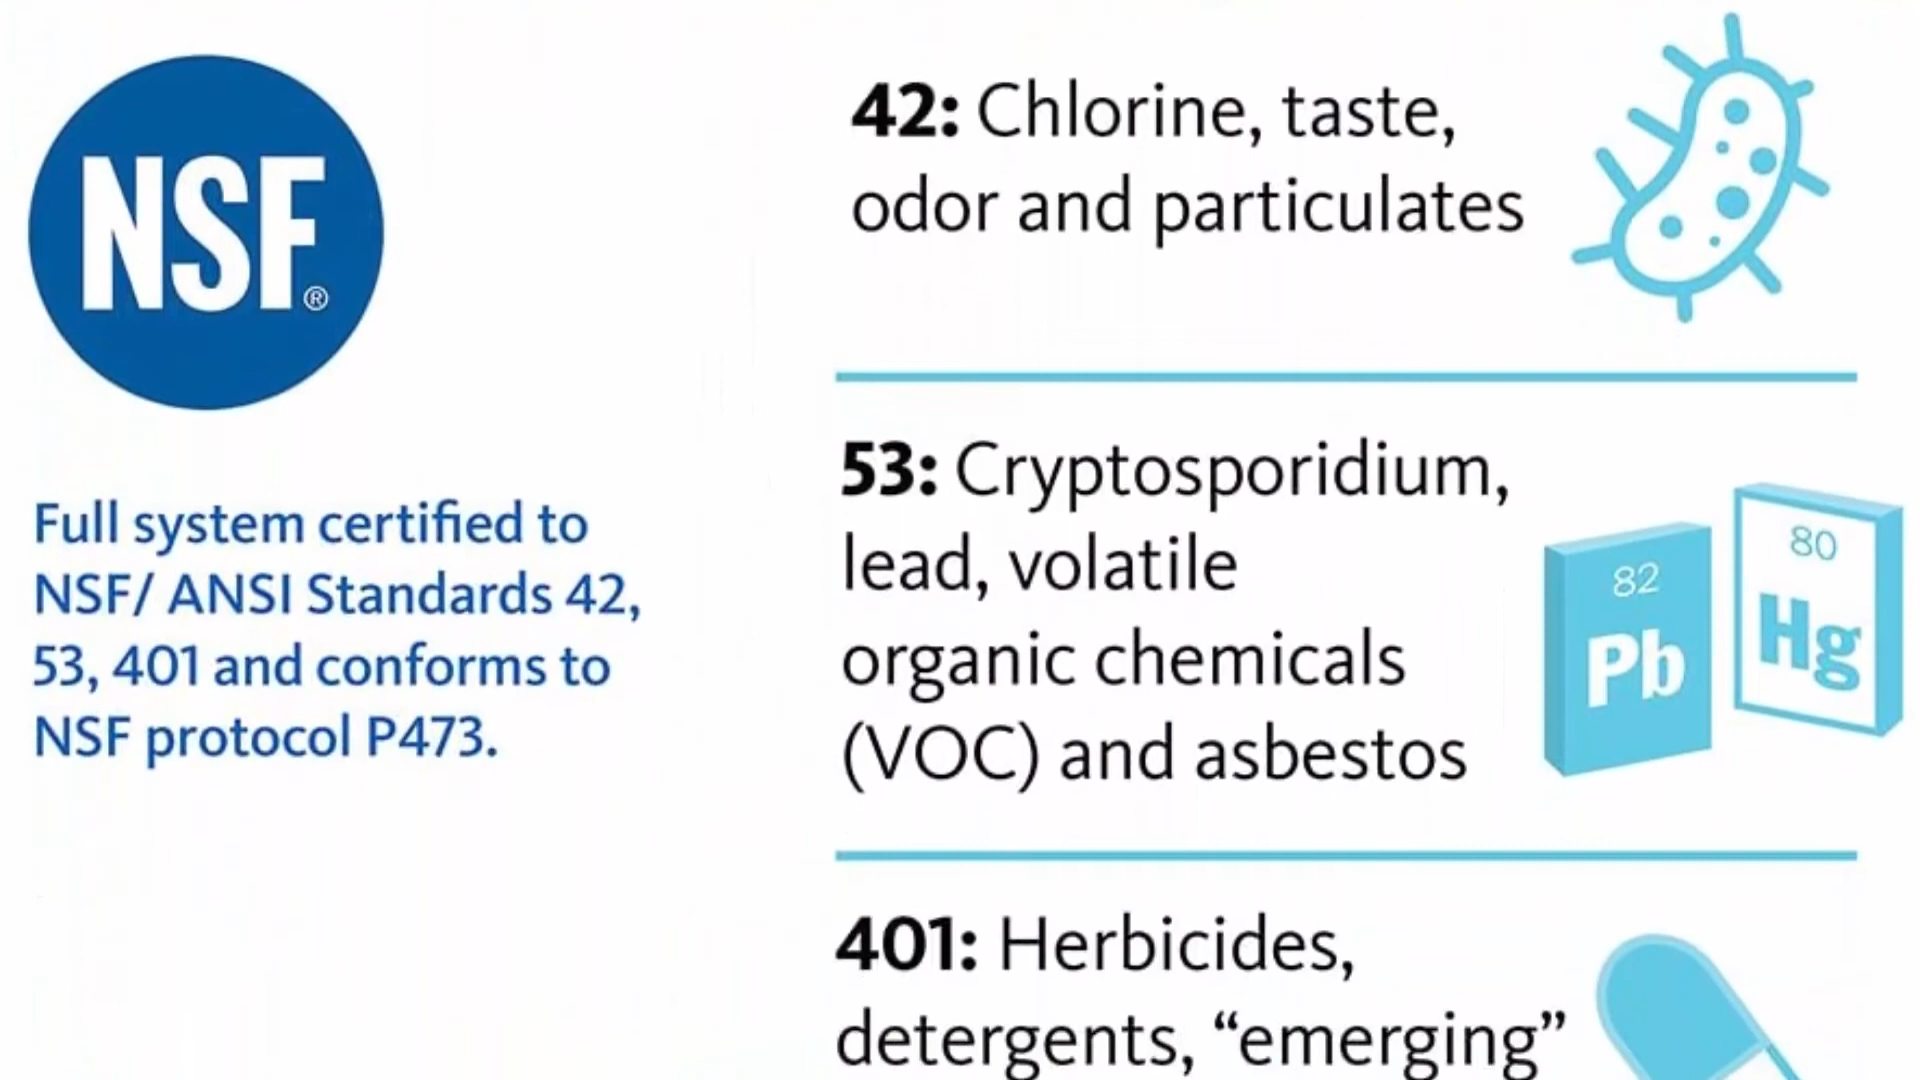 NSF®
Full system certified to
NSF/ ANSI Standards 42,
53, 401 and conforms to
NSF protocol P473.
42: Chlorine, taste,
odor and particulates
53: Cryptosporidium,
lead, volatile
organic chemicals
(VOC) and asbestos
82
Pb
80
Hg
401: Herbicides,
detergents, “emerging”